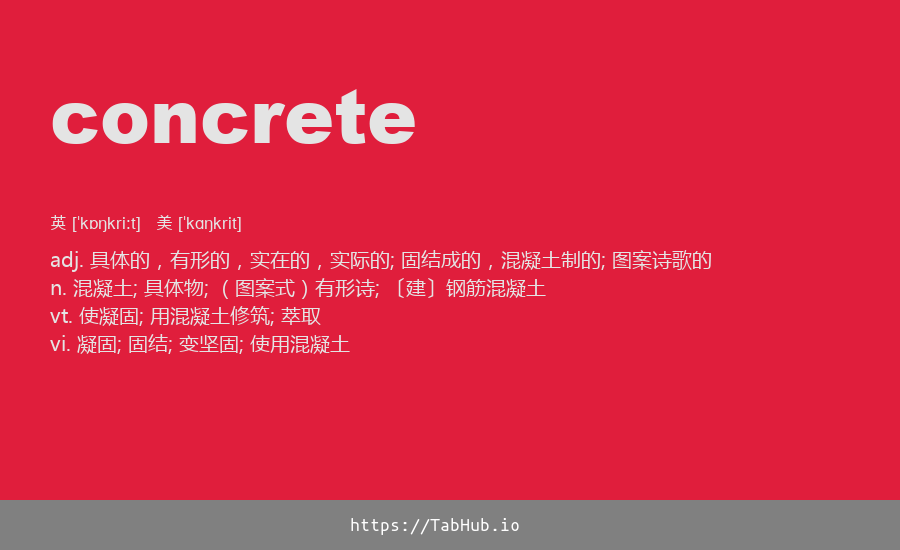 concrete
英 ['kɒŋkriːt] 美 ['kɑŋkrit]
adj. 具体的，有形的，实在的，实际的; 固结成的，混凝土制的; 图案诗歌的
n. 混凝土; 具体物; （图案式）有形诗; 〔建〕钢筋混凝土
vt. 使凝固; 用混凝土修筑; 萃取
vi. 凝固; 固结; 变坚固; 使用混凝土
https://TabHub.io